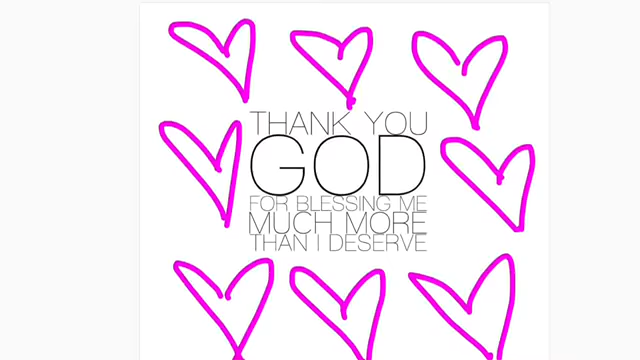 THANK YOU
GOD
FOR BLESSING ME
MUCH MORE
THAN I DESERVE